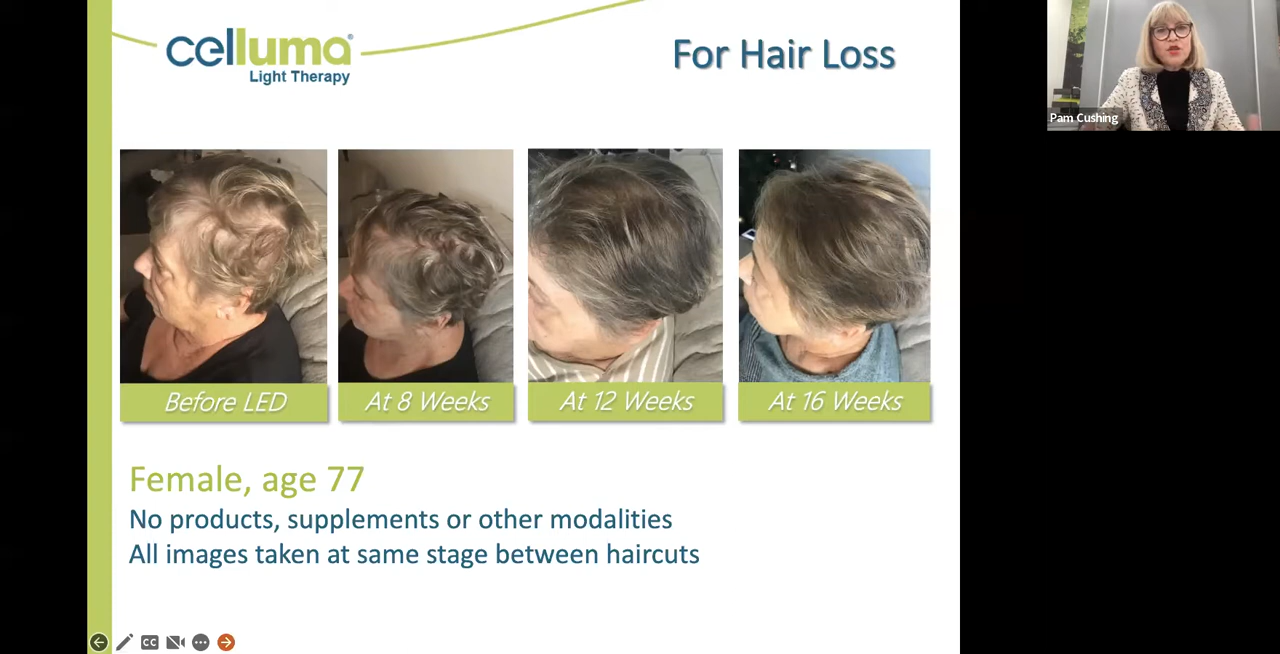 celluma®
Light Therapy
For Hair Loss
Pam Cushing
Before LED
At 8 Weeks
At 12 Weeks
At 16 Weeks
Female, age 77
No products, supplements or other modalities
All images taken at same stage between haircuts
CC